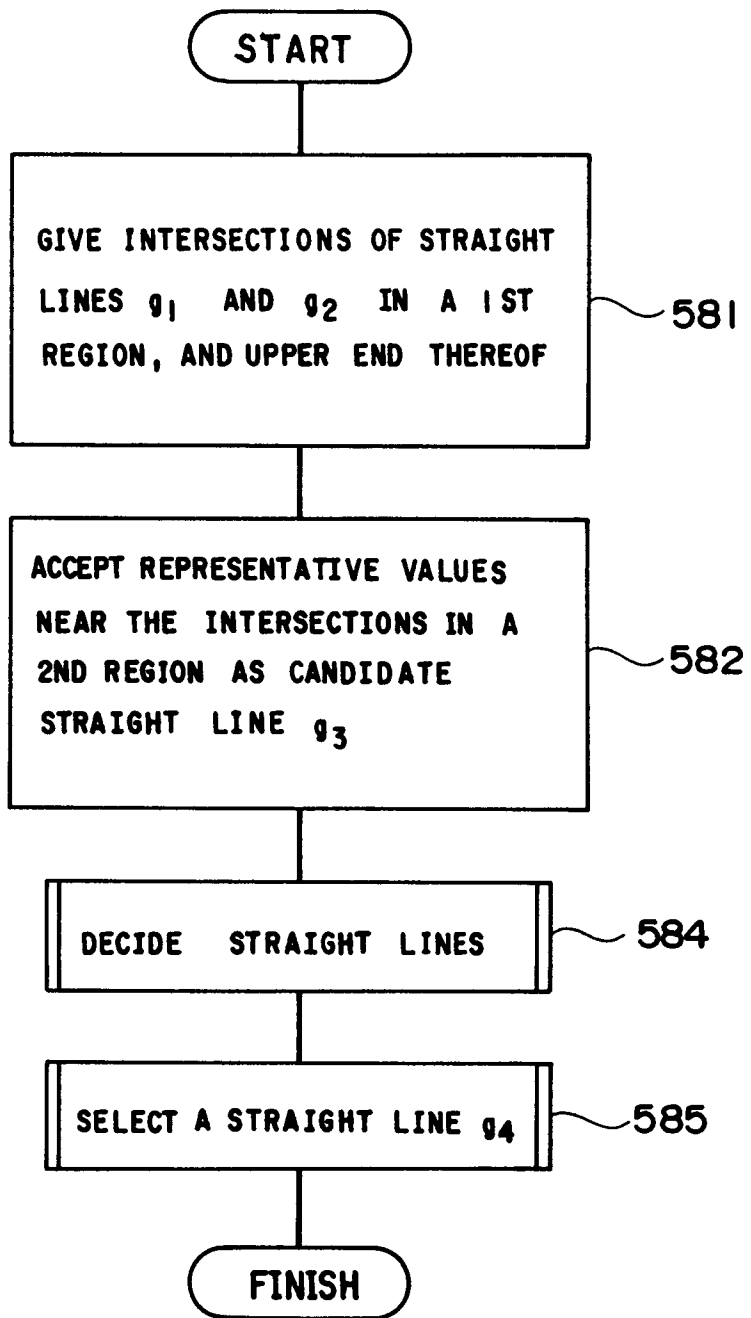 START
GIVE INTERSECTIONS OF STRAIGHT
LINES g₁ AND g₂ IN A 1ST
REGION, AND UPPER END THEREOF
581
ACCEPT REPRESENTATIVE VALUES
NEAR THE INTERSECTIONS IN A
2ND REGION AS CANDIDATE
STRAIGHT LINE g₃
582
DECIDE STRAIGHT LINES
584
SELECT A STRAIGHT LINE g₄
585
FINISH